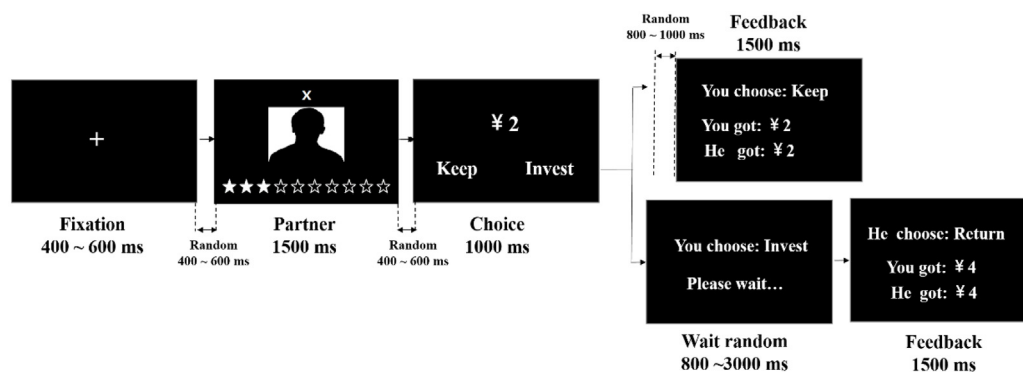 +
Fixation
400 ~ 600 ms
Random
400 ~ 600 ms
x
★★★☆☆☆☆☆☆☆
Partner
1500 ms
Random
400 ~ 600 ms
¥ 2
Keep Invest
Choice
1000 ms
Random
800 ~ 1000 ms
Feedback
1500 ms
You choose: Keep
You got: ¥ 2
He got: ¥ 2
You choose: Invest
Please wait…
Wait random
800 ~3000 ms
He choose: Return
You got: ¥ 4
He got: ¥ 4
Feedback
1500 ms